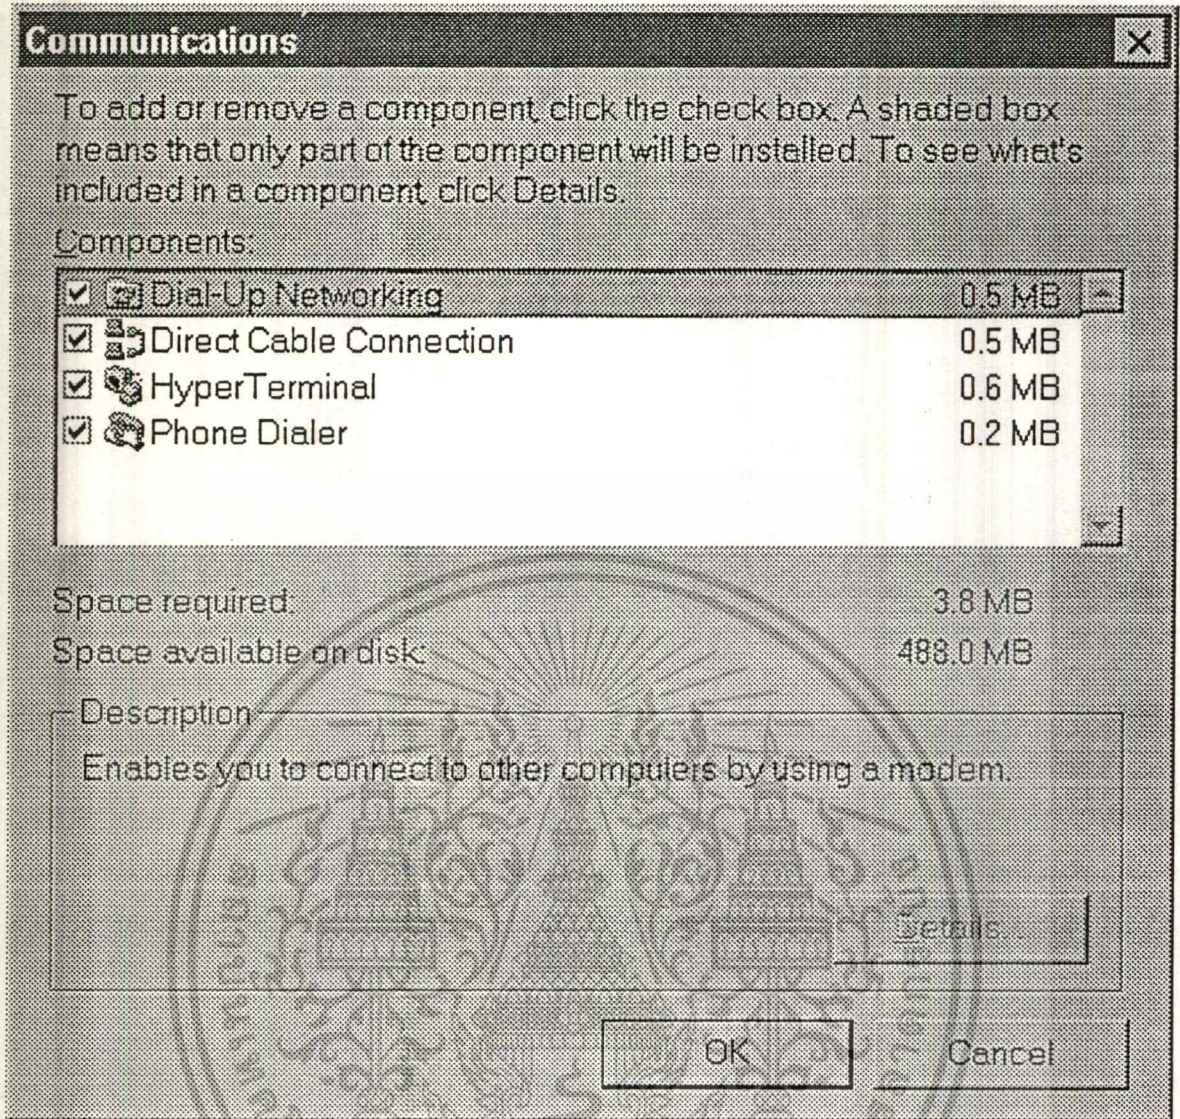 Communications
To add or remove a component, click the check box. A shaded box
means that only part of the component will be installed. To see what's
included in a component, click Details.
Components:
Dial-Up Networking 0.5 MB
Direct Cable Connection 0.5 MB
HyperTerminal 0.6 MB
Phone Dialer 0.2 MB
Space required: 3.8 MB
Space available on disk: 488.0 MB
Description
Enables you to connect to other computers by using a modem.
Details...
OK Cancel